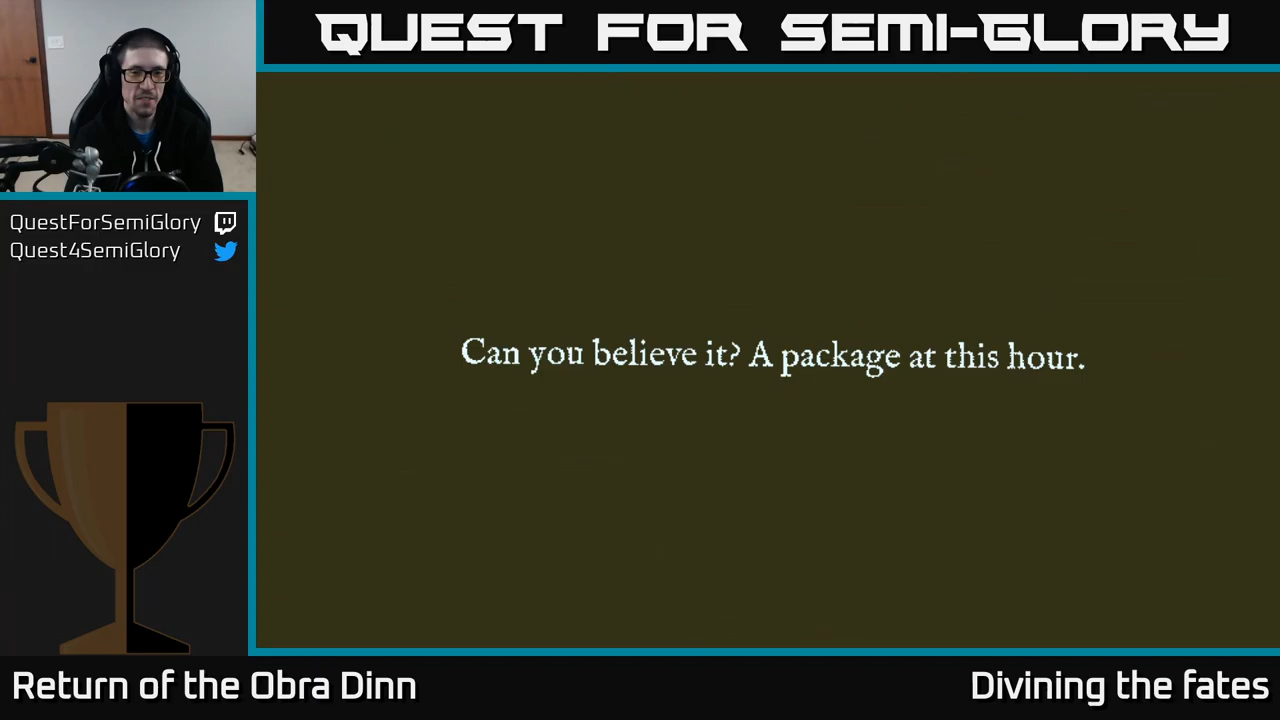 QUEST FOR SEMI-GLORY
QuestForSemiGlory
Quest4SemiGlory
Can you believe it? A package at this hour.
Return of the Obra Dinn
Divining the fates